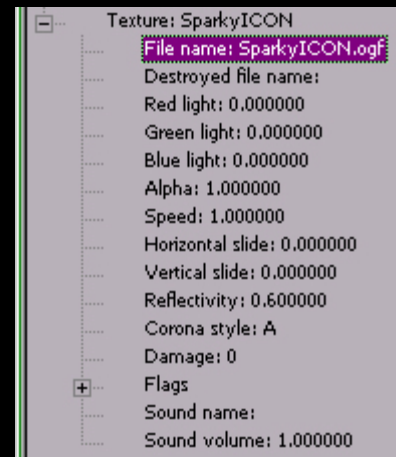 Texture: SparkyICON
File name: SparkyICON.ogf
Destroyed file name:
Red light: 0.000000
Green light: 0.000000
Blue light: 0.000000
Alpha: 1.000000
Speed: 1.000000
Horizontal slide: 0.000000
Vertical slide: 0.000000
Reflectivity: 0.600000
Corona style: A
Damage: 0
Flags
Sound name:
Sound volume: 1.000000